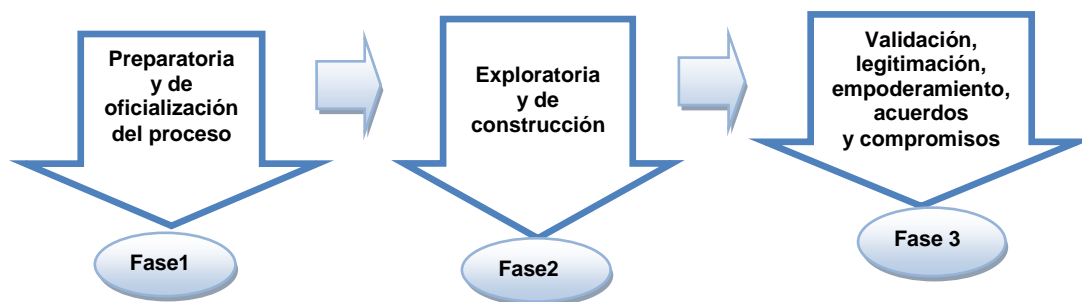 Preparatoria
y de
oficialización
del proceso
Exploratoria
y de
construcción
Validación,
legitimación,
empoderamiento,
acuerdos
y compromisos
Fase1
Fase2
Fase 3